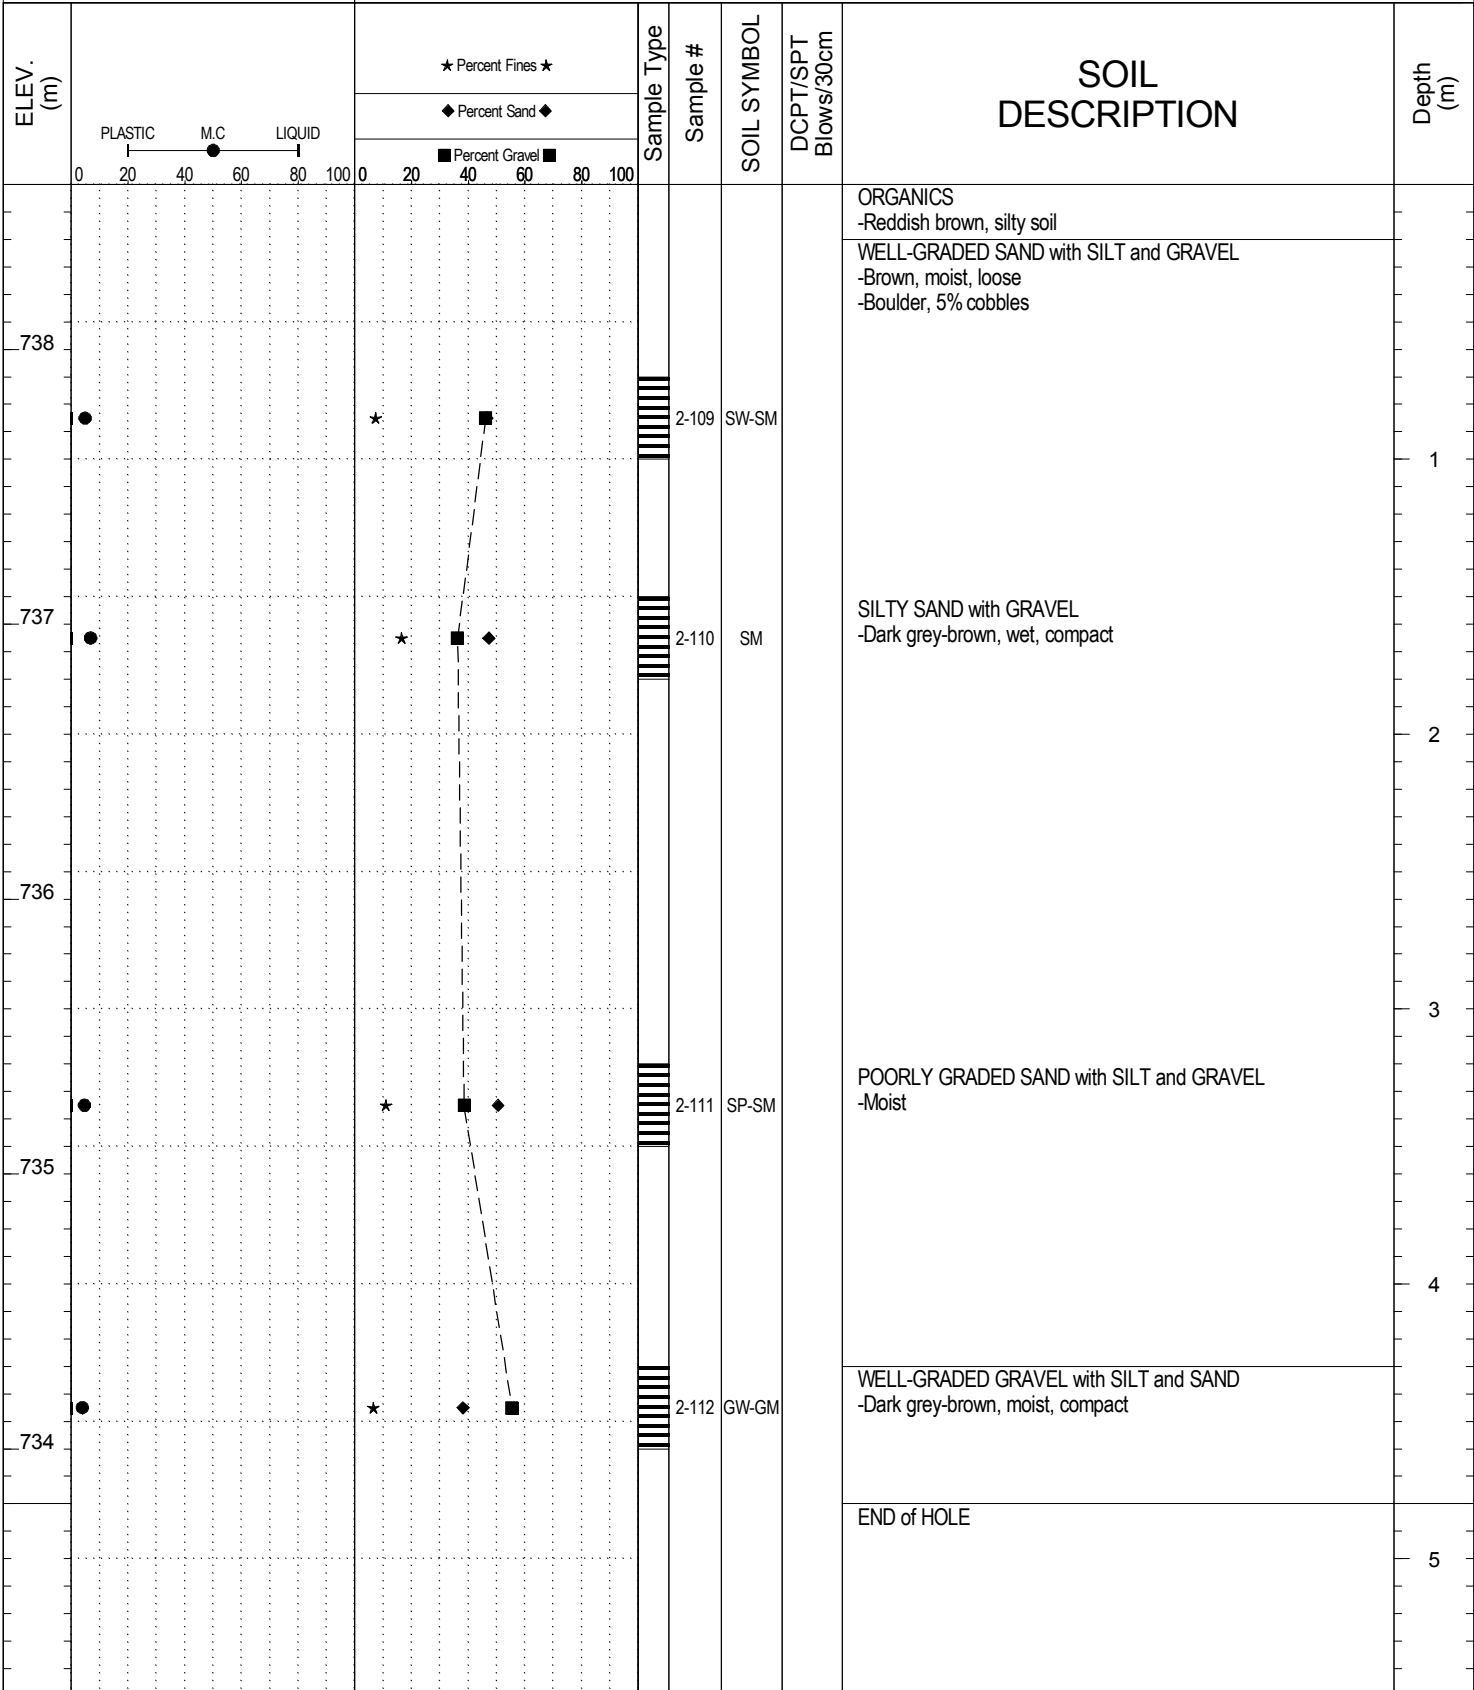 ELEV.
(m)
PLASTIC M.C LIQUID
0 20 40 60 80 100
★ Percent Fines ★
◆ Percent Sand ◆
■ Percent Gravel ■
0 20 40 60 80 100
Sample Type
Sample #
SOIL SYMBOL
DCPT/SPT
Blows/30cm
SOIL
DESCRIPTION
Depth
(m)
ORGANICS
-Reddish brown, silty soil
WELL-GRADED SAND with SILT and GRAVEL
-Brown, moist, loose
-Boulder, 5% cobbles
738
2-109 SW-SM
1
SILTY SAND with GRAVEL
737
2-110 SM -Dark grey-brown, wet, compact
2
736
3
POORLY GRADED SAND with SILT and GRAVEL
2-111 SP-SM -Moist
735
4
WELL-GRADED GRAVEL with SILT and SAND
2-112 GW-GM -Dark grey-brown, moist, compact
734
END of HOLE
5